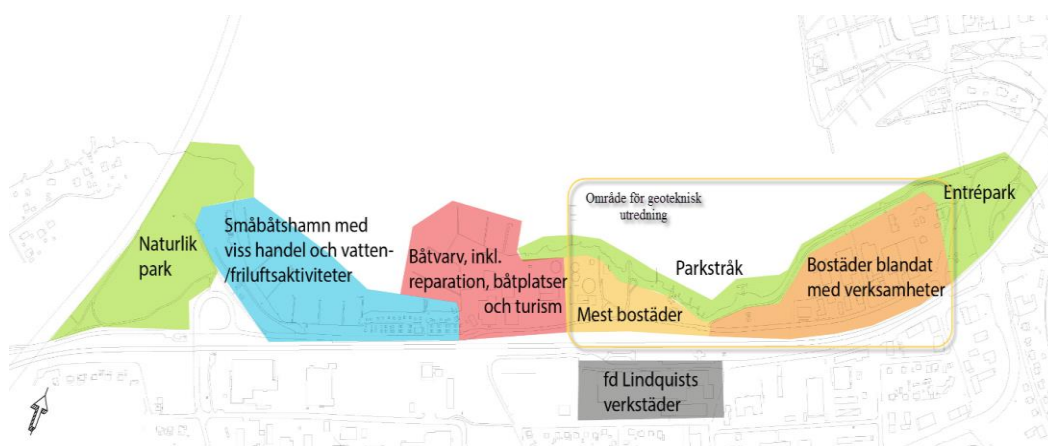 Naturlik
park
Småbåtshamn med
viss handel och vatten-
/friluftsaktiviteter
Båtvarv, inkl.
reparation, båtplatser
och turism
Område för geoteknisk
utredning
Parkstråk
Mest bostäder
Bostäder blandat
med verksamheter
Entrépark
fd Lindquists
verkstäder